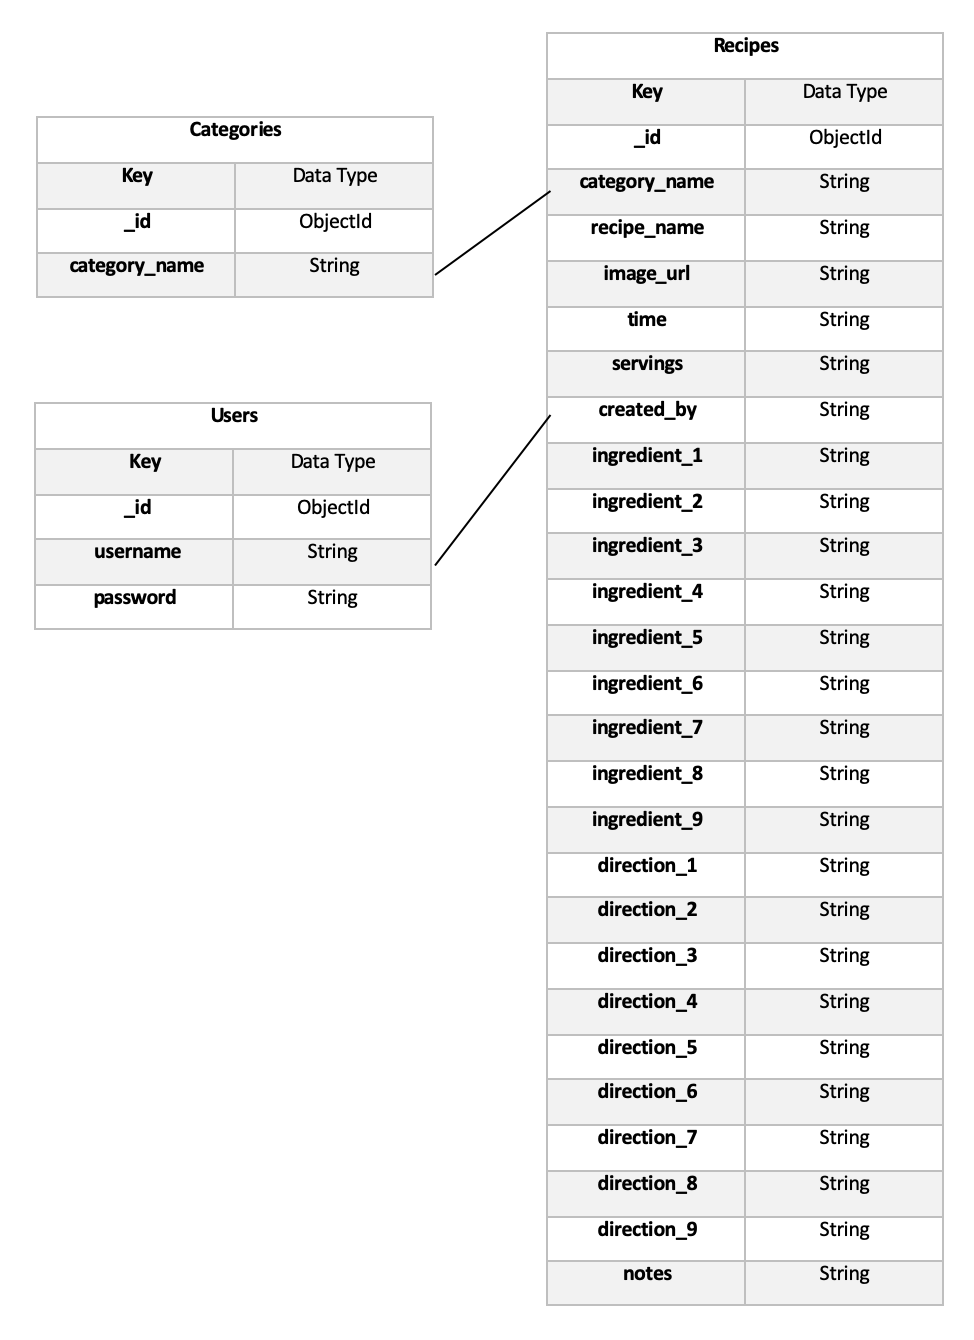 Categories
Key Data Type
_id ObjectId
category_name String
Users
Key Data Type
_id ObjectId
username String
password String
Recipes
Key Data Type
_id ObjectId
category_name String
recipe_name String
image_url String
time String
servings String
created_by String
ingredient_1 String
ingredient_2 String
ingredient_3 String
ingredient_4 String
ingredient_5 String
ingredient_6 String
ingredient_7 String
ingredient_8 String
ingredient_9 String
direction_1 String
direction_2 String
direction_3 String
direction_4 String
direction_5 String
direction_6 String
direction_7 String
direction_8 String
direction_9 String
notes String